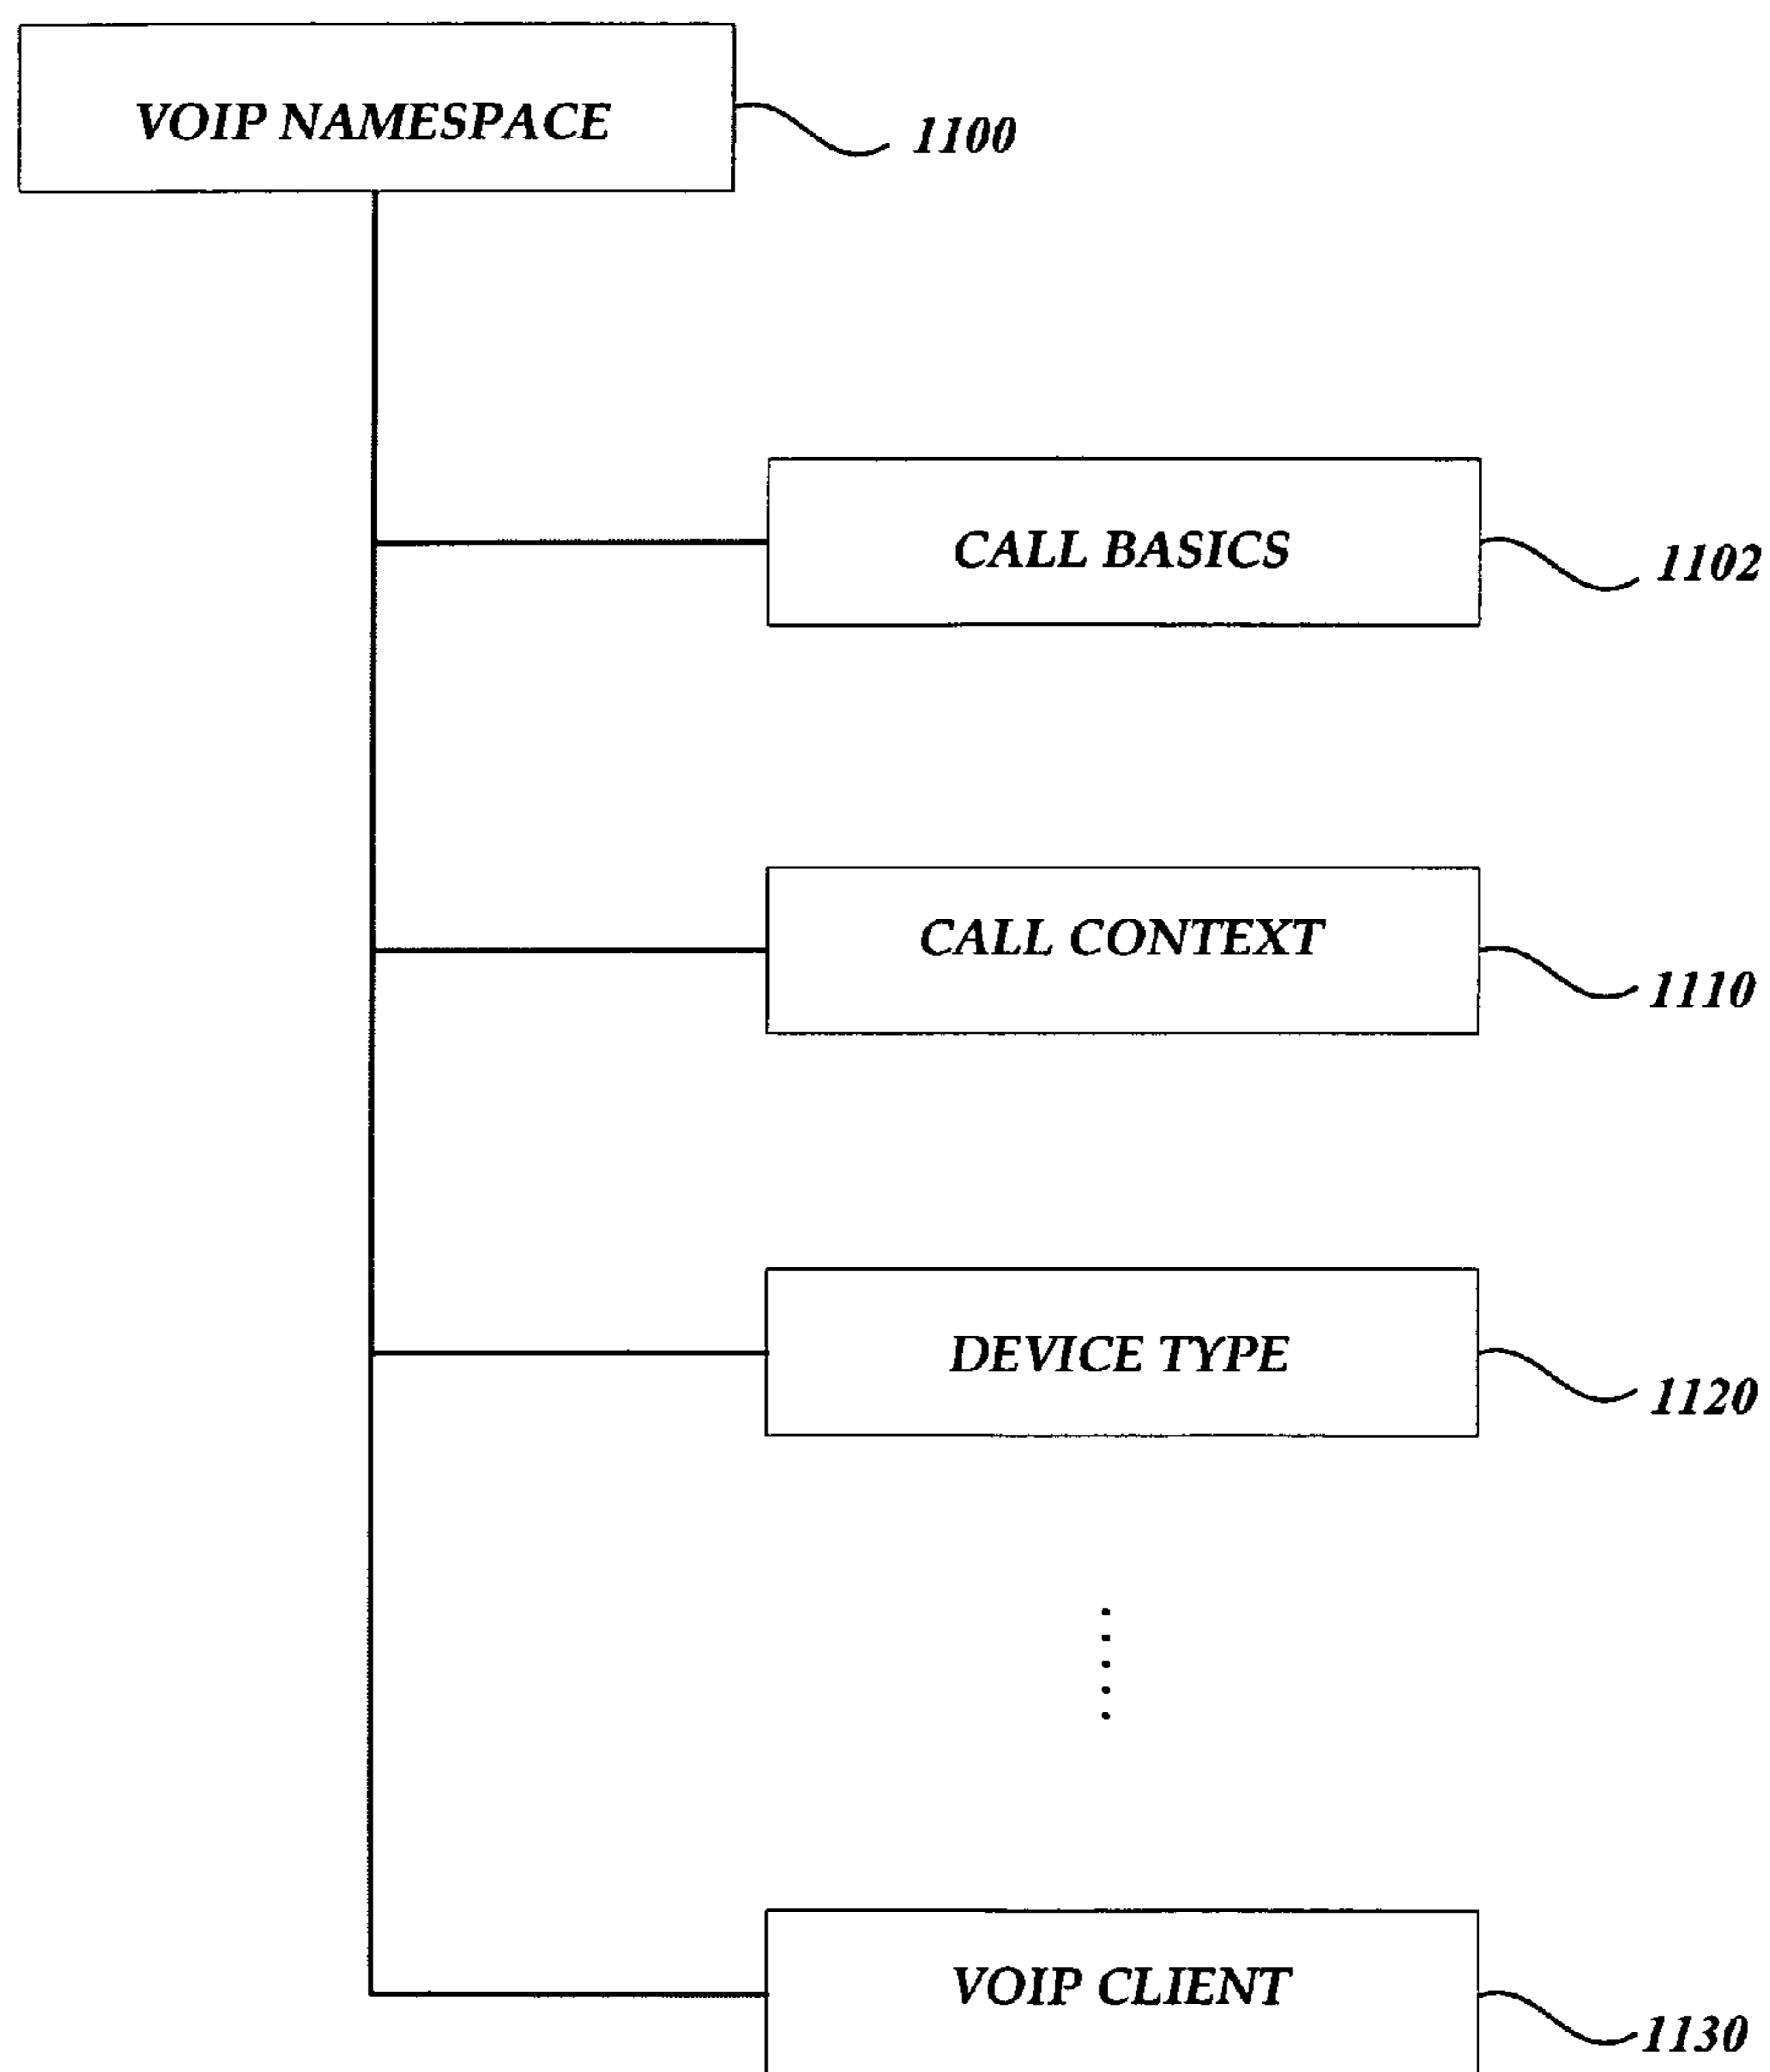 VOIP NAMESPACE
1100
CALL BASICS
1102
CALL CONTEXT
1110
DEVICE TYPE
1120
VOIP CLIENT
1130